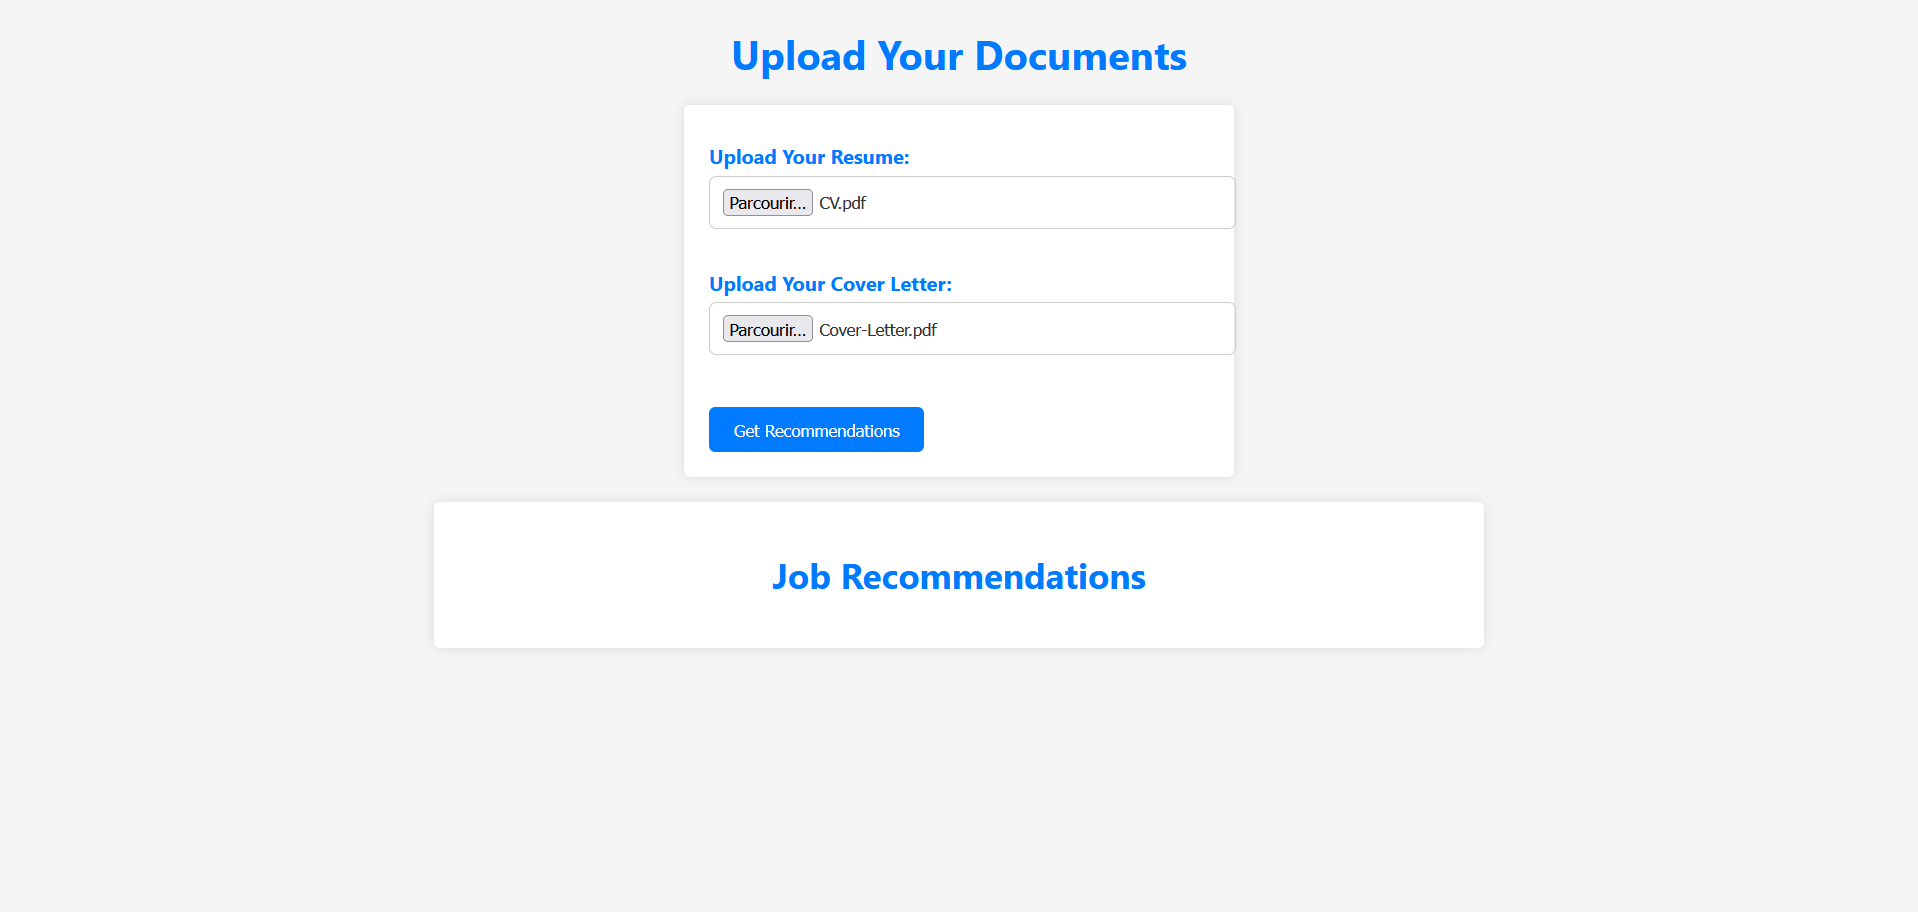 Upload Your Documents
Upload Your Resume:
Parcourir... CV.pdf
Upload Your Cover Letter:
Parcourir... Cover-Letter.pdf
Get Recommendations
Job Recommendations